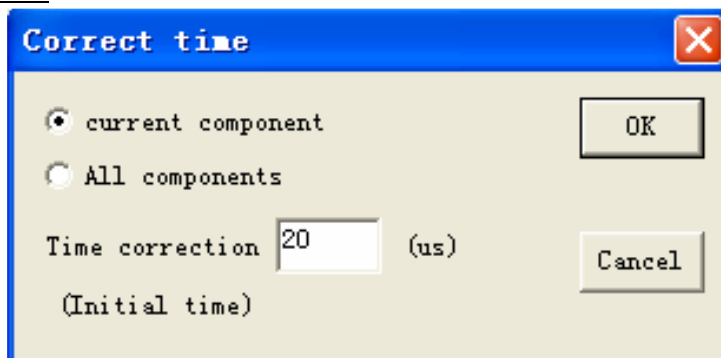 Correct time
current component
OK
All components
Time correction 20 (us)
Cancel
(Initial time)